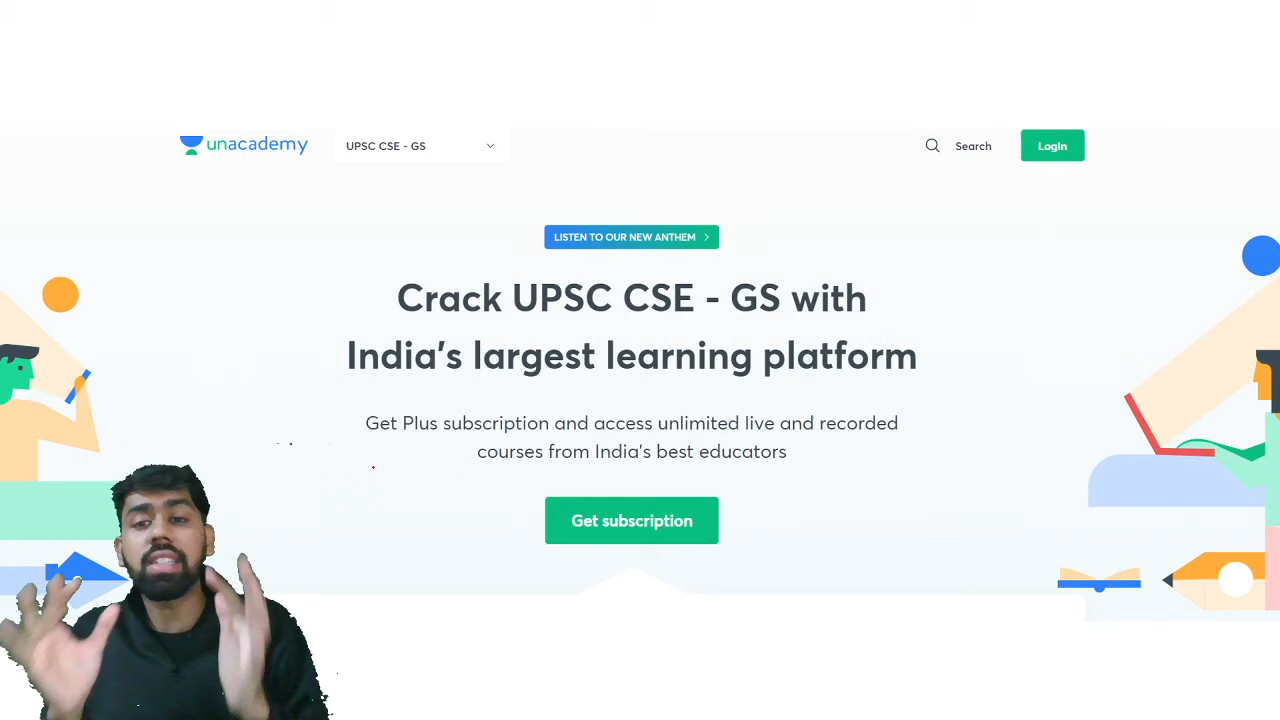 unacademy
UPSC CSE - GS
Search
Login
LISTEN TO OUR NEW ANTHEM
Crack UPSC CSE - GS with
India's largest learning platform
Get Plus subscription and access unlimited live and recorded
courses from India's best educators
Get subscription